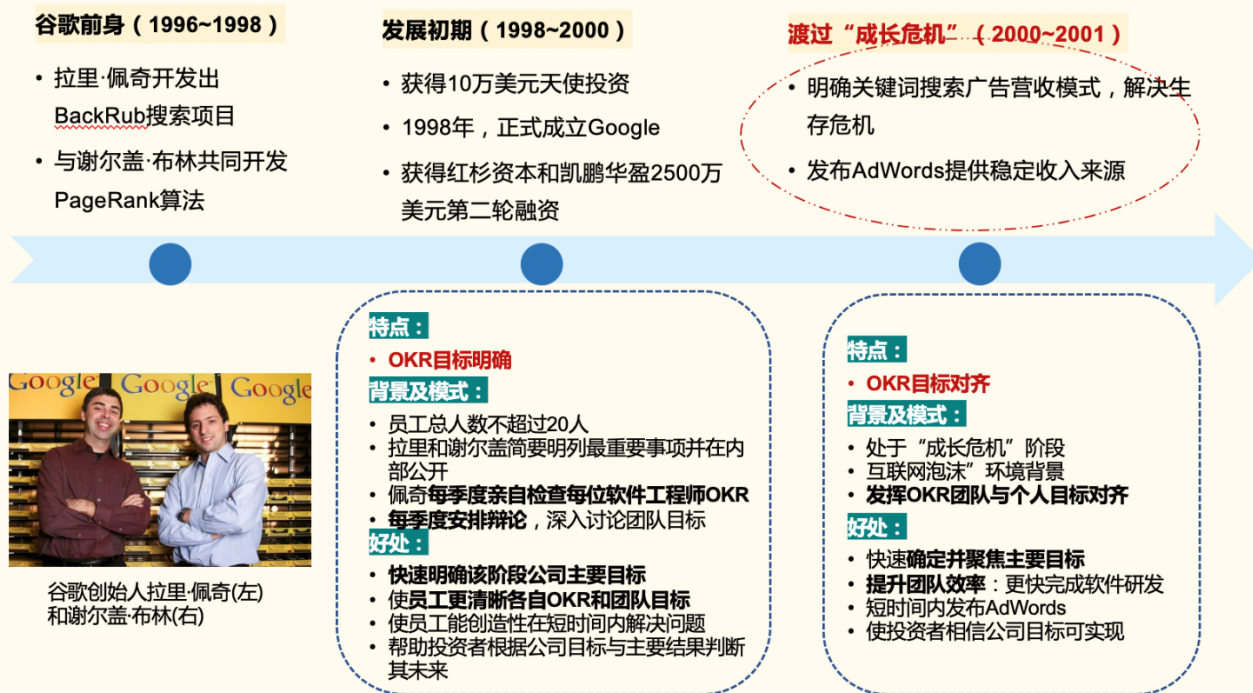 谷歌前身（1996~1998）
• 拉里·佩奇开发出
BackRub搜索项目
• 与谢尔盖·布林共同开发
PageRank算法
发展初期（1998~2000）
• 获得10万美元天使投资
• 1998年，正式成立Google
• 获得红杉资本和凯鹏华盈2500万
美元第二轮融资
渡过“成长危机”（2000~2001）
• 明确关键词搜索广告营收模式，解决生
存危机
• 发布AdWords提供稳定收入来源
Google Google Google
谷歌创始人拉里·佩奇(左)
和谢尔盖·布林(右)
特点：
• OKR目标明确
背景及模式：
• 员工总人数不超过20人
• 拉里和谢尔盖简要明列最重要事项并在内
部公开
• 佩奇每季度亲自检查每位软件工程师OKR
• 每季度安排辩论，深入讨论团队目标
好处：
• 快速明确该阶段公司主要目标
• 使员工更清晰各自OKR和团队目标
• 使员工能创造性在短时间内解决问题
• 帮助投资者根据公司目标与主要结果判断
其未来
特点：
• OKR目标对齐
背景及模式：
• 处于“成长危机”阶段
• 互联网泡沫”环境背景
• 发挥OKR团队与个人目标对齐
好处：
• 快速确定并聚焦主要目标
• 提升团队效率：更快完成软件研发
• 短时间内发布AdWords
• 使投资者相信公司目标可实现